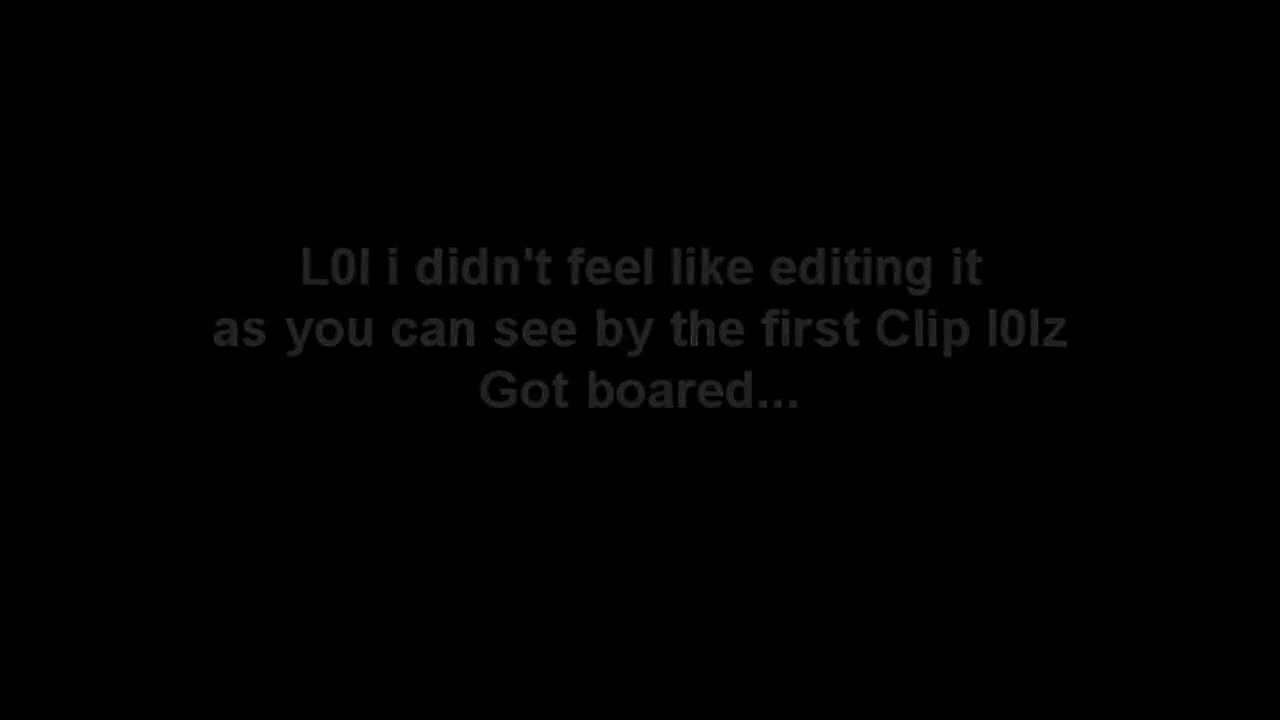 L0l i didn't feel like editing it
as you can see by the first Clip l0lz
Got boared...